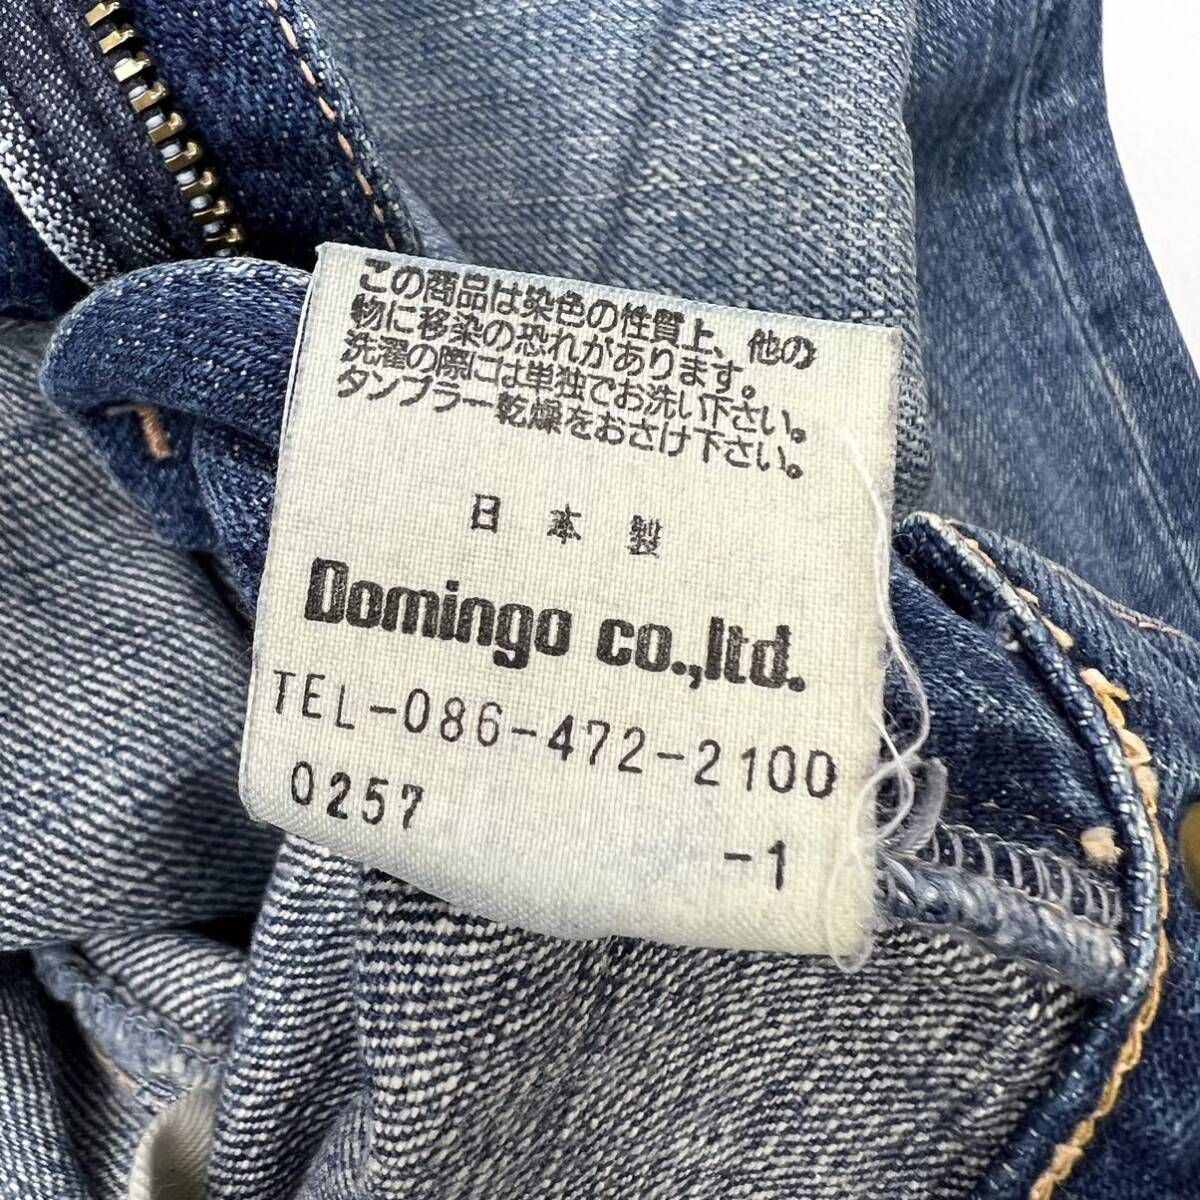 この商品は染色の性質上、他の
物に移染の恐れがあります。
洗濯の際には単独でお洗い下さい。
タンブラー乾燥をおさけ下さい。
日本製
Domingo co.,ltd.
TEL-086-472-2100
0257
-1